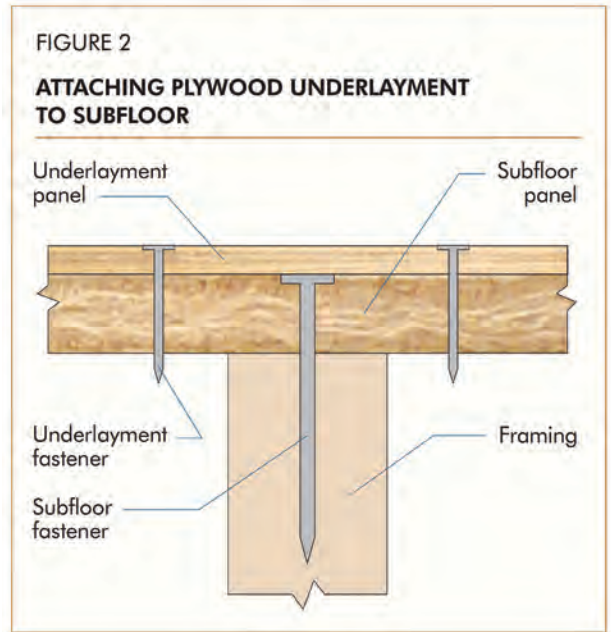 FIGURE 2
ATTACHING PLYWOOD UNDERLAYMENT
TO SUBFLOOR
Underlayment
panel
Subfloor
panel
Underlayment
fastener
Framing
Subfloor
fastener